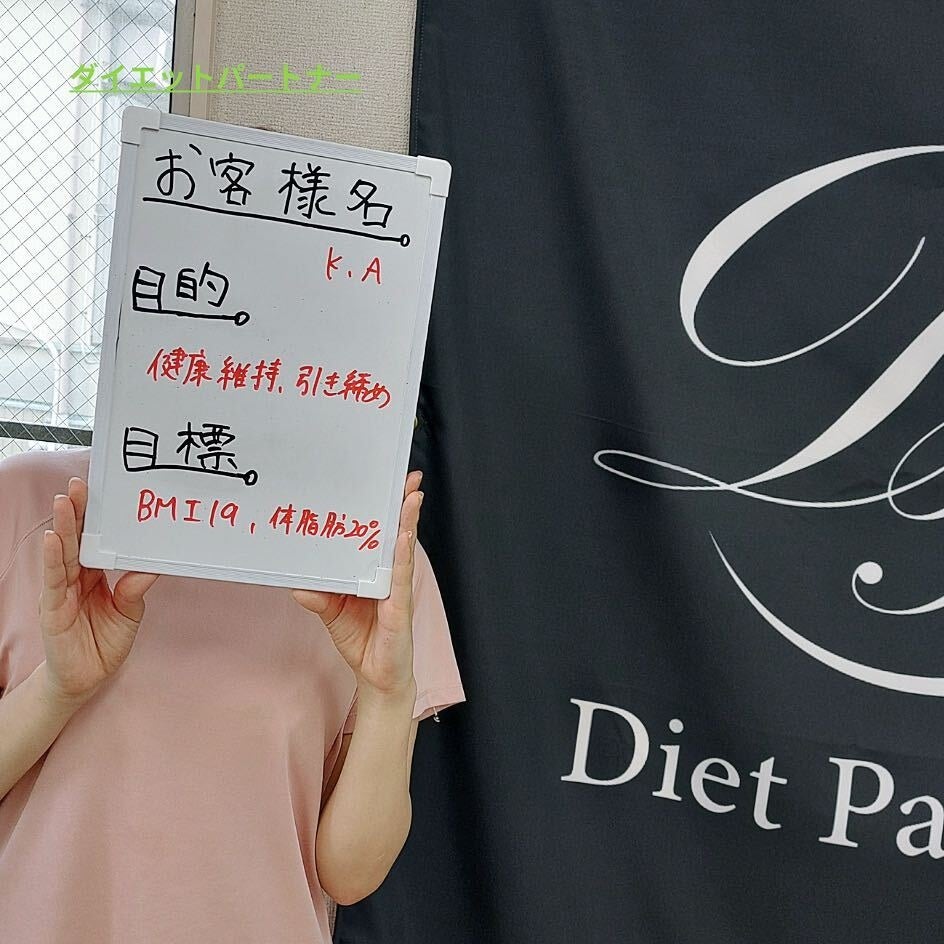 ダイエットパートナー
お客様名
K.A
目的
健康維持、引き締め
目標
BMI19、体脂肪20%
Diet Pa